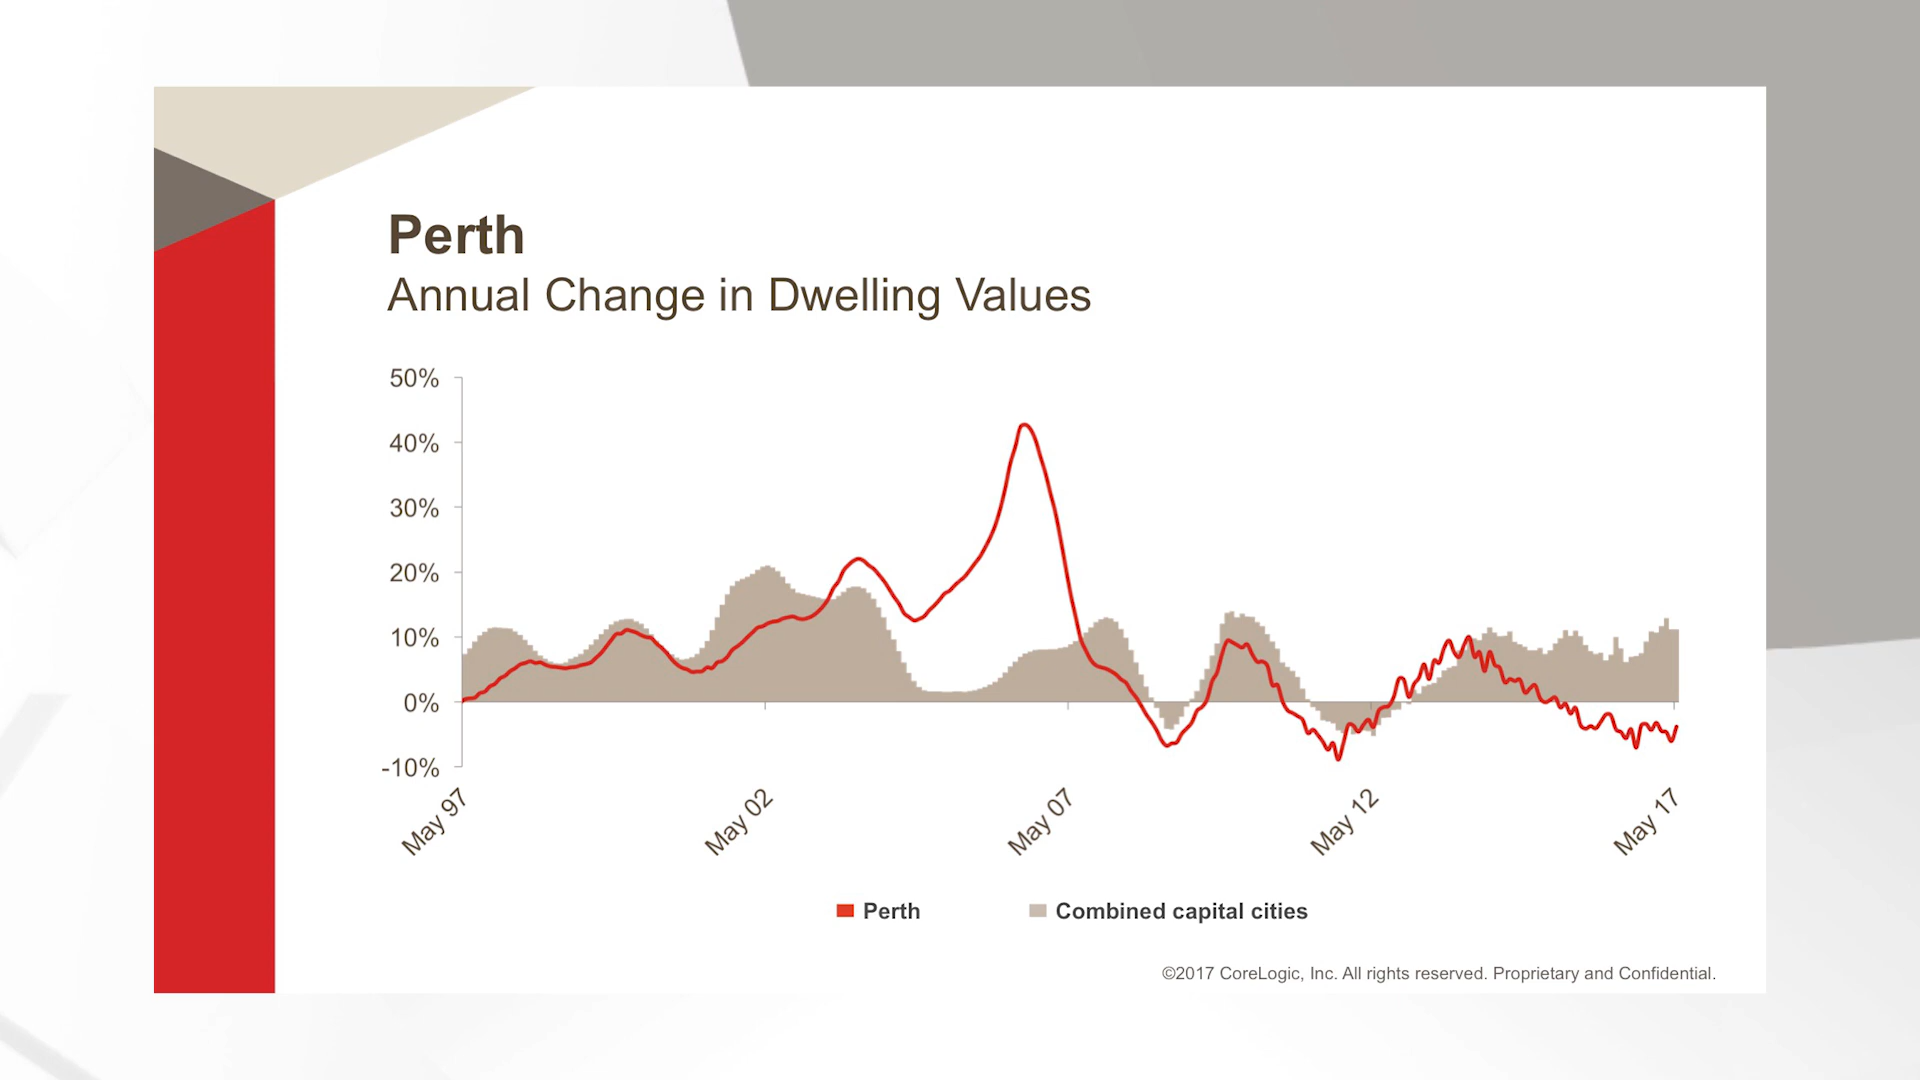 Perth
Annual Change in Dwelling Values
50%
40%
30%
20%
10%
0%
-10%
May 97
May 02
May 07
May 12
May 17
Perth
Combined capital cities
©2017 CoreLogic, Inc. All rights reserved. Proprietary and Confidential.